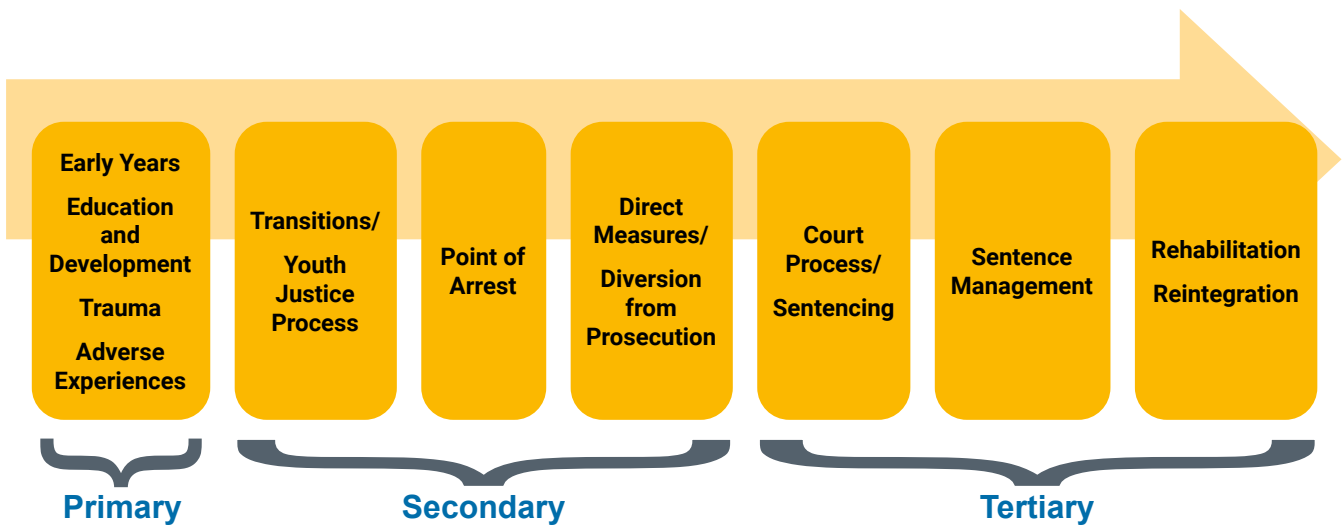 Early Years
Education
and
Development
Trauma
Adverse
Experiences
Transitions/
Youth
Justice
Process
Point of
Arrest
Direct
Measures/
Diversion
from
Prosecution
Court
Process/
Sentencing
Sentence
Management
Rehabilitation
Reintegration
Primary
Secondary
Tertiary